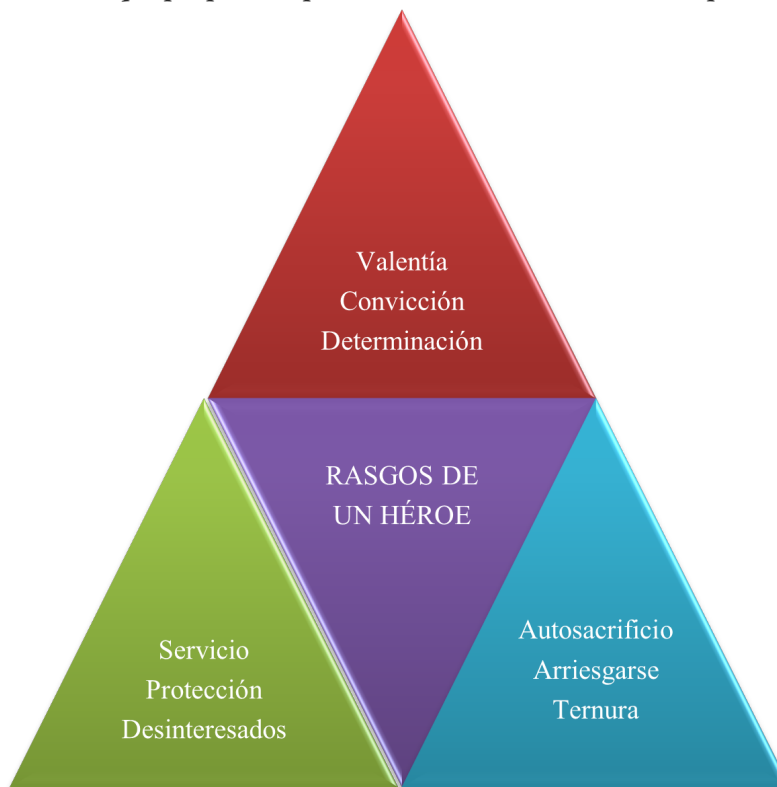 Valentía
Convicción
Determinación
RASGOS DE
UN HÉROE
Servicio
Protección
Desinteresados
Autosacrificio
Arriesgarse
Ternura